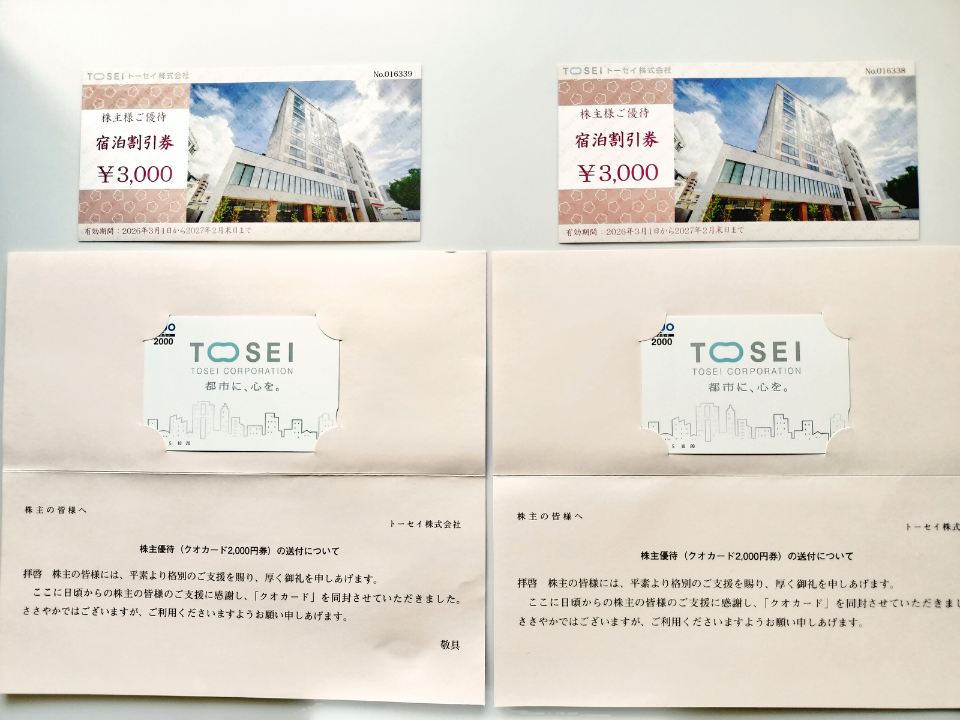 TOSEI トーセイ株式会社
No.016339
株主様ご優待
宿泊割引券
¥3,000
有効期間：2026年3月1日から2027年2月末日まで
TOSEI トーセイ株式会社
No.016338
株主様ご優待
宿泊割引券
¥3,000
有効期間：2026年3月1日から2027年2月末日まで
2000
TOSEI
TOSEI CORPORATION
都市に、心を。
株主の皆様へ
トーセイ株式会社
株主優待（クオカード2,000円券）の送付について
拝啓　株主の皆様には、平素より格別のご支援を賜り、厚く御礼を申しあげます。
ここに日頃からの株主の皆様のご支援に感謝し、「クオカード」を同封させていただきました。
ささやかではございますが、ご利用くださいますようお願い申しあげます。
敬具
2000
TOSEI
TOSEI CORPORATION
都市に、心を。
株主の皆様へ
トーセイ株式
株主優待（クオカード2,000円券）の送付について
拝啓　株主の皆様には、平素より格別のご支援を賜り、厚く御礼を申しあげます。
ここに日頃からの株主の皆様のご支援に感謝し、「クオカード」を同封させていただきまし
ささやかではございますが、ご利用くださいますようお願い申しあげます。